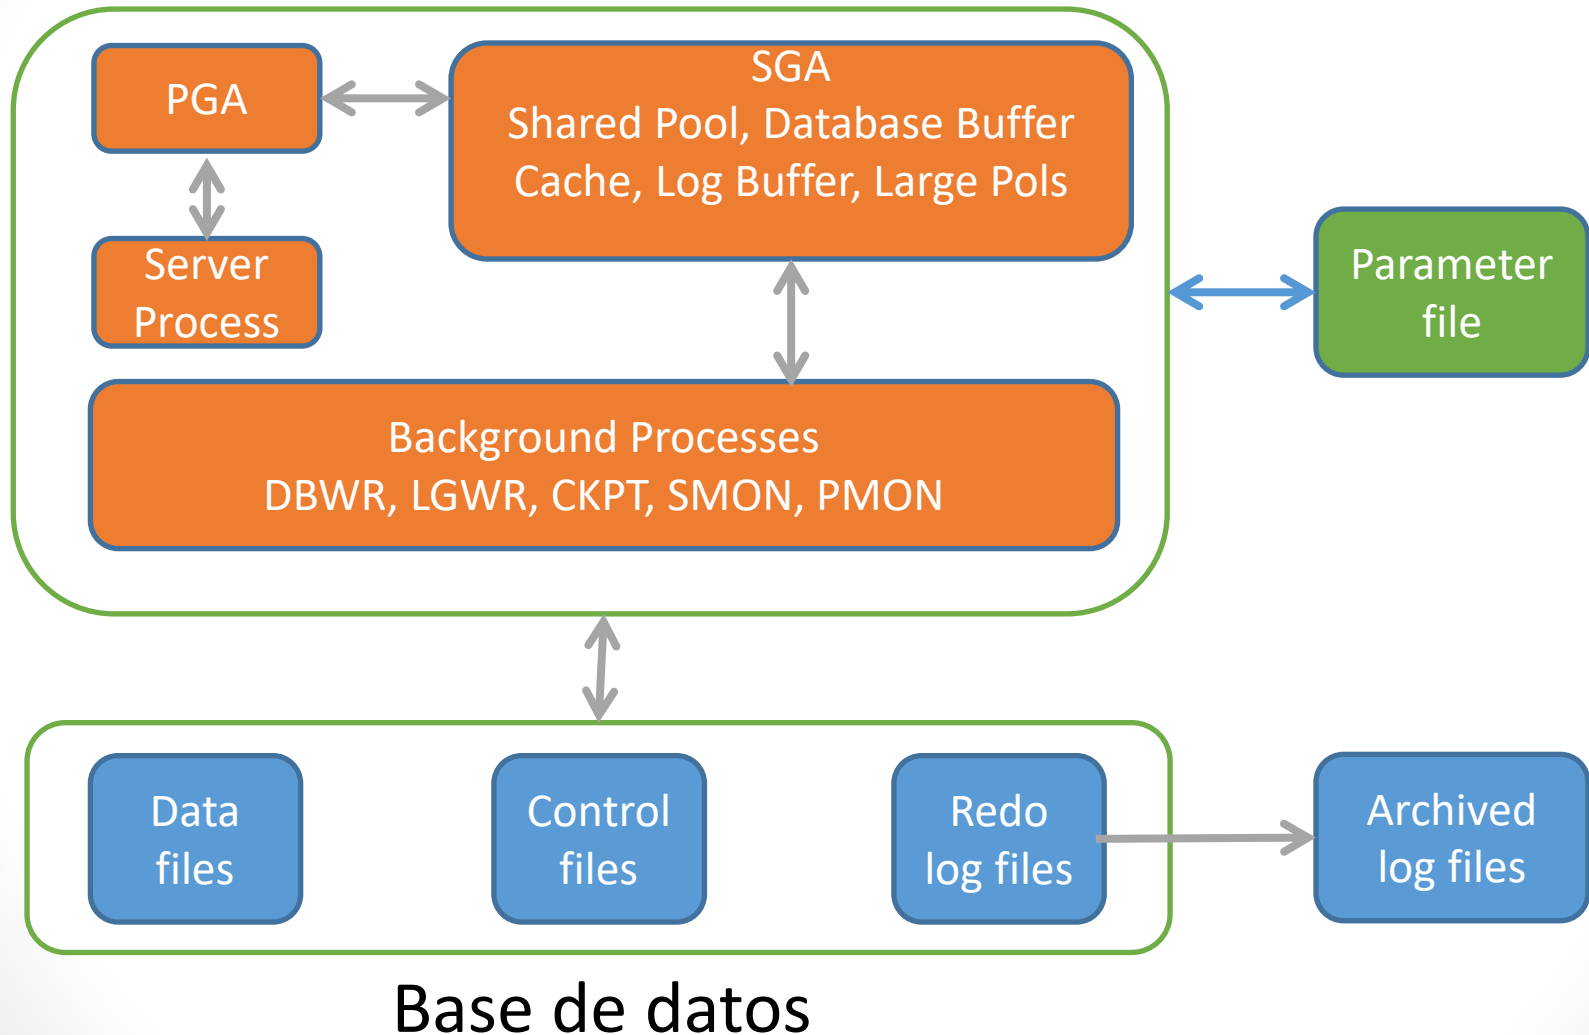 PGA
SGA
Shared Pool, Database Buffer
Cache, Log Buffer, Large Pols
Server
Process
Parameter
file
Background Processes
DBWR, LGWR, CKPT, SMON, PMON
Data
files
Control
files
Redo
log files
Archived
log files
Base de datos